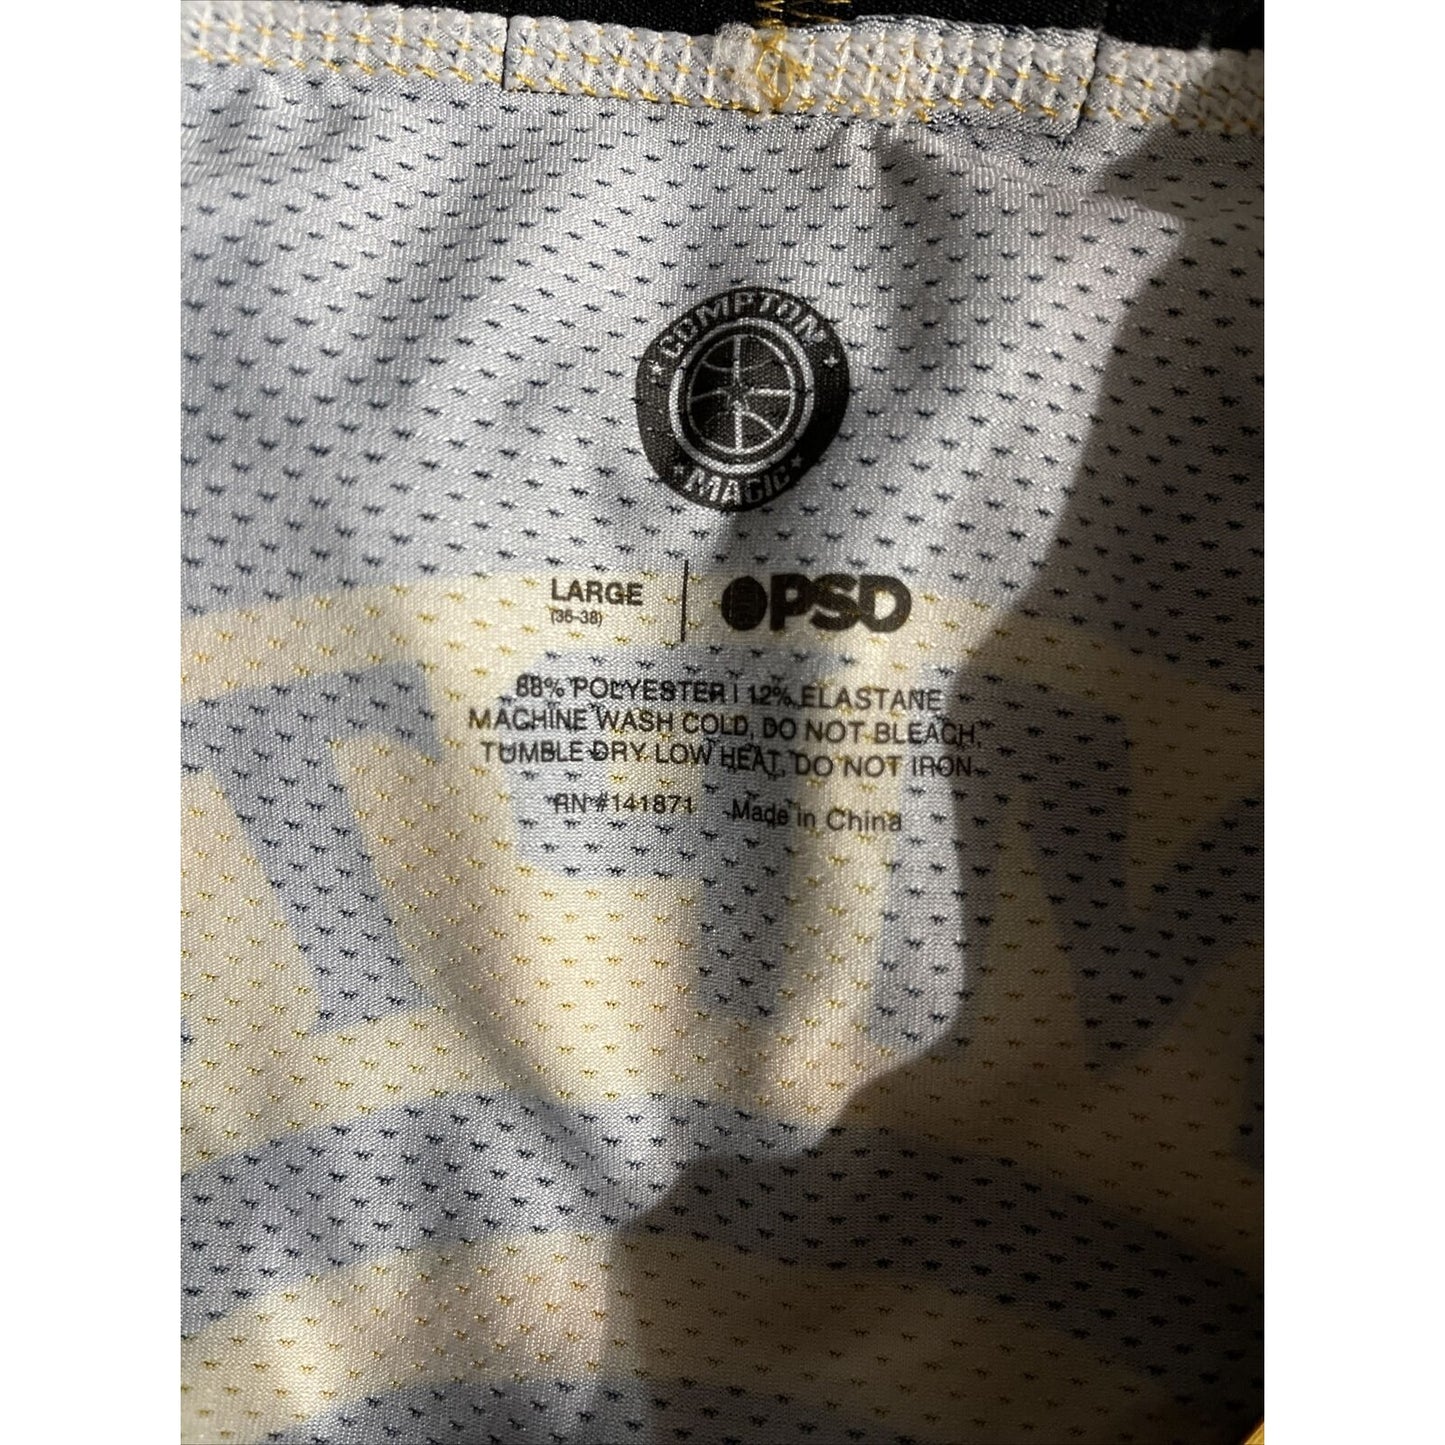 COMPTON
MAGIC
LARGE
(36-38)
PSD
88% POLYESTER | 12% ELASTANE
MACHINE WASH COLD, DO NOT BLEACH,
TUMBLE DRY LOW HEAT, DO NOT IRON
RN #141871 Made in China